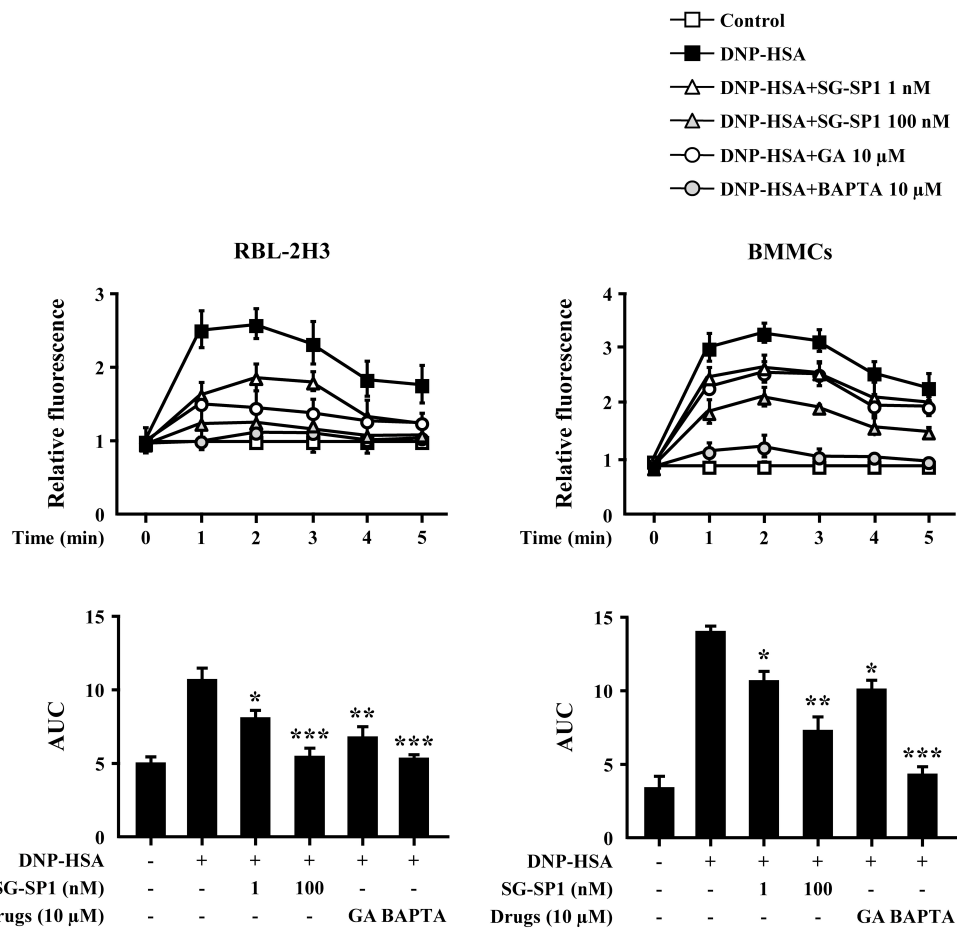 Control
DNP-HSA
DNP-HSA+SG-SP1 1 nM
DNP-HSA+SG-SP1 100 nM
DNP-HSA+GA 10 µM
DNP-HSA+BAPTA 10 µM
RBL-2H3
BMMCs
Relative fluorescence
3
2
1
0
Time (min) 0 1 2 3 4 5
Relative fluorescence
4
3
2
1
0
Time (min) 0 1 2 3 4 5
AUC
15
10
5
0
* *** ** ***
DNP-HSA - + + + + +
SG-SP1 (nM) - - 1 100 - -
rugs (10 µM) - - - - GA BAPTA
AUC
15
10
5
0
* ** * ***
DNP-HSA - + + + + +
SG-SP1 (nM) - - 1 100 - -
Drugs (10 µM) - - - - GA BAPTA